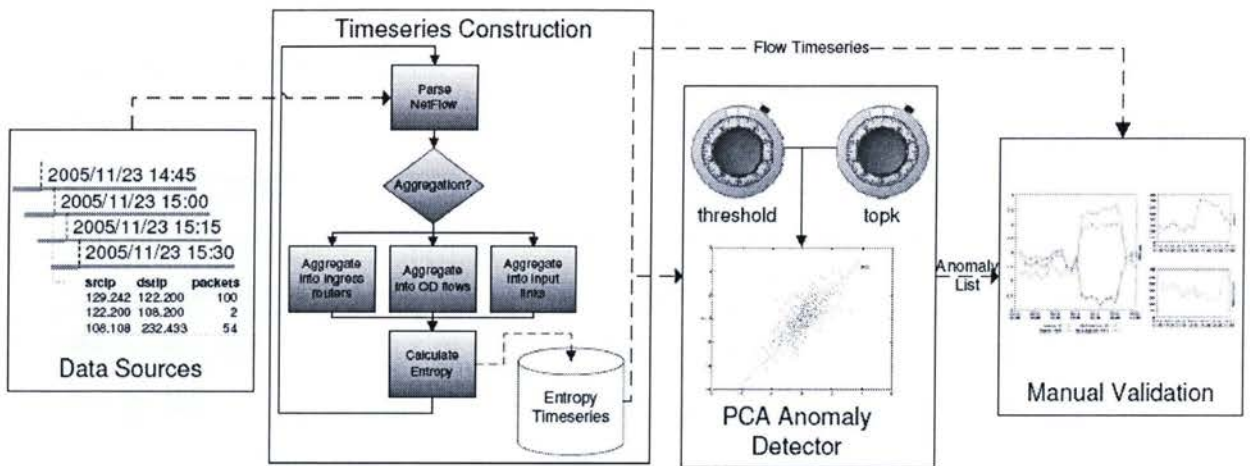 Timeseries Construction
Flow Timeseries
Parse
NetFlow
Aggregation?
Aggregate
into ingress
routers
Aggregate
into OD flows
Aggregate
into input
links
Calculate
Entropy
Entropy
Timeseries
2005/11/23 14:45
2005/11/23 15:00
2005/11/23 15:15
2005/11/23 15:30
srcip dstip packets
129.242 122.200 100
122.200 108.200 2
108.108 232.433 54
Data Sources
threshold
topk
PCA Anomaly
Detector
Anomaly
List
Manual Validation